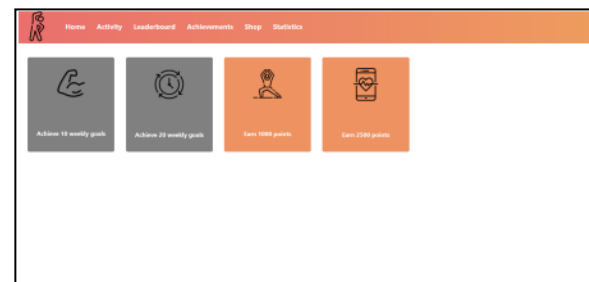 Home Activity Leaderboard Achievements Shop Statistics
Achieve 10 weekly goals
Achieve 20 weekly goals
Earn 1000 points
Earn 2500 points